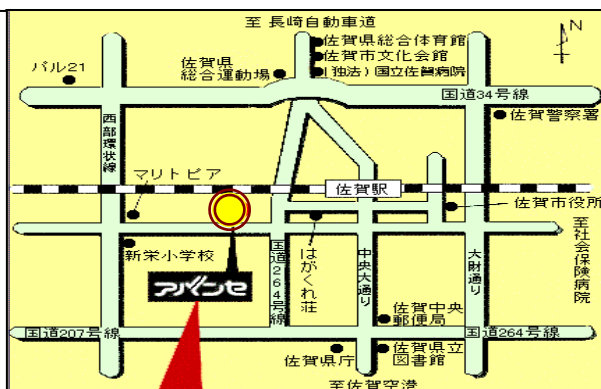 至 長崎自動車道
N
佐賀県総合体育館
佐賀市文化会館
(独法)国立佐賀病院
佐賀県
総合運動場
パル21
国道34号線
佐賀警察署
西部環状線
マリトピア
佐賀駅
佐賀市役所
至社会保険病院
新栄小学校
アバンセ
国道264号線
はがくれ荘
中央大通り
大財通り
佐賀中央
郵便局
国道207号線
国道264号線
佐賀県庁
佐賀県立
図書館
至佐賀空港